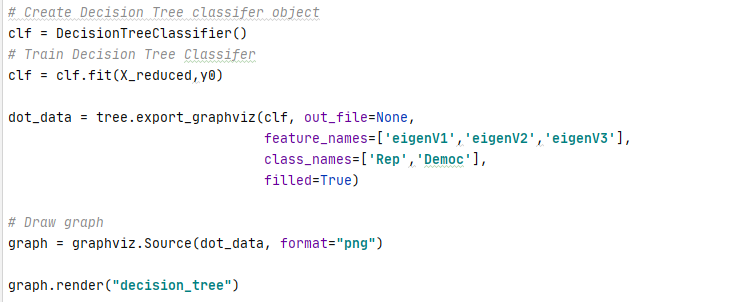 # Create Decision Tree classifer object
clf = DecisionTreeClassifier()
# Train Decision Tree Classifer
clf = clf.fit(X_reduced,y0)
dot_data = tree.export_graphviz(clf, out_file=None,
feature_names=['eigenV1','eigenV2','eigenV3'],
class_names=['Rep','Democ'],
filled=True)
# Draw graph
graph = graphviz.Source(dot_data, format="png")
graph.render("decision_tree")